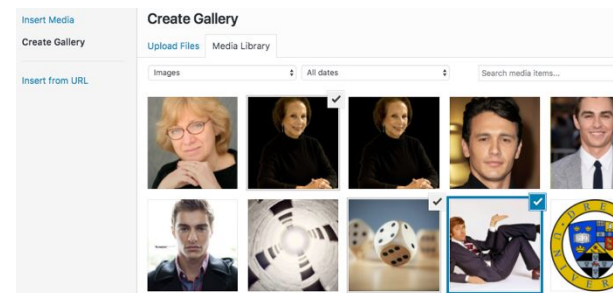 Insert Media
Create Gallery
Insert from URL
Create Gallery
Upload Files Media Library
Images All dates Search media items...